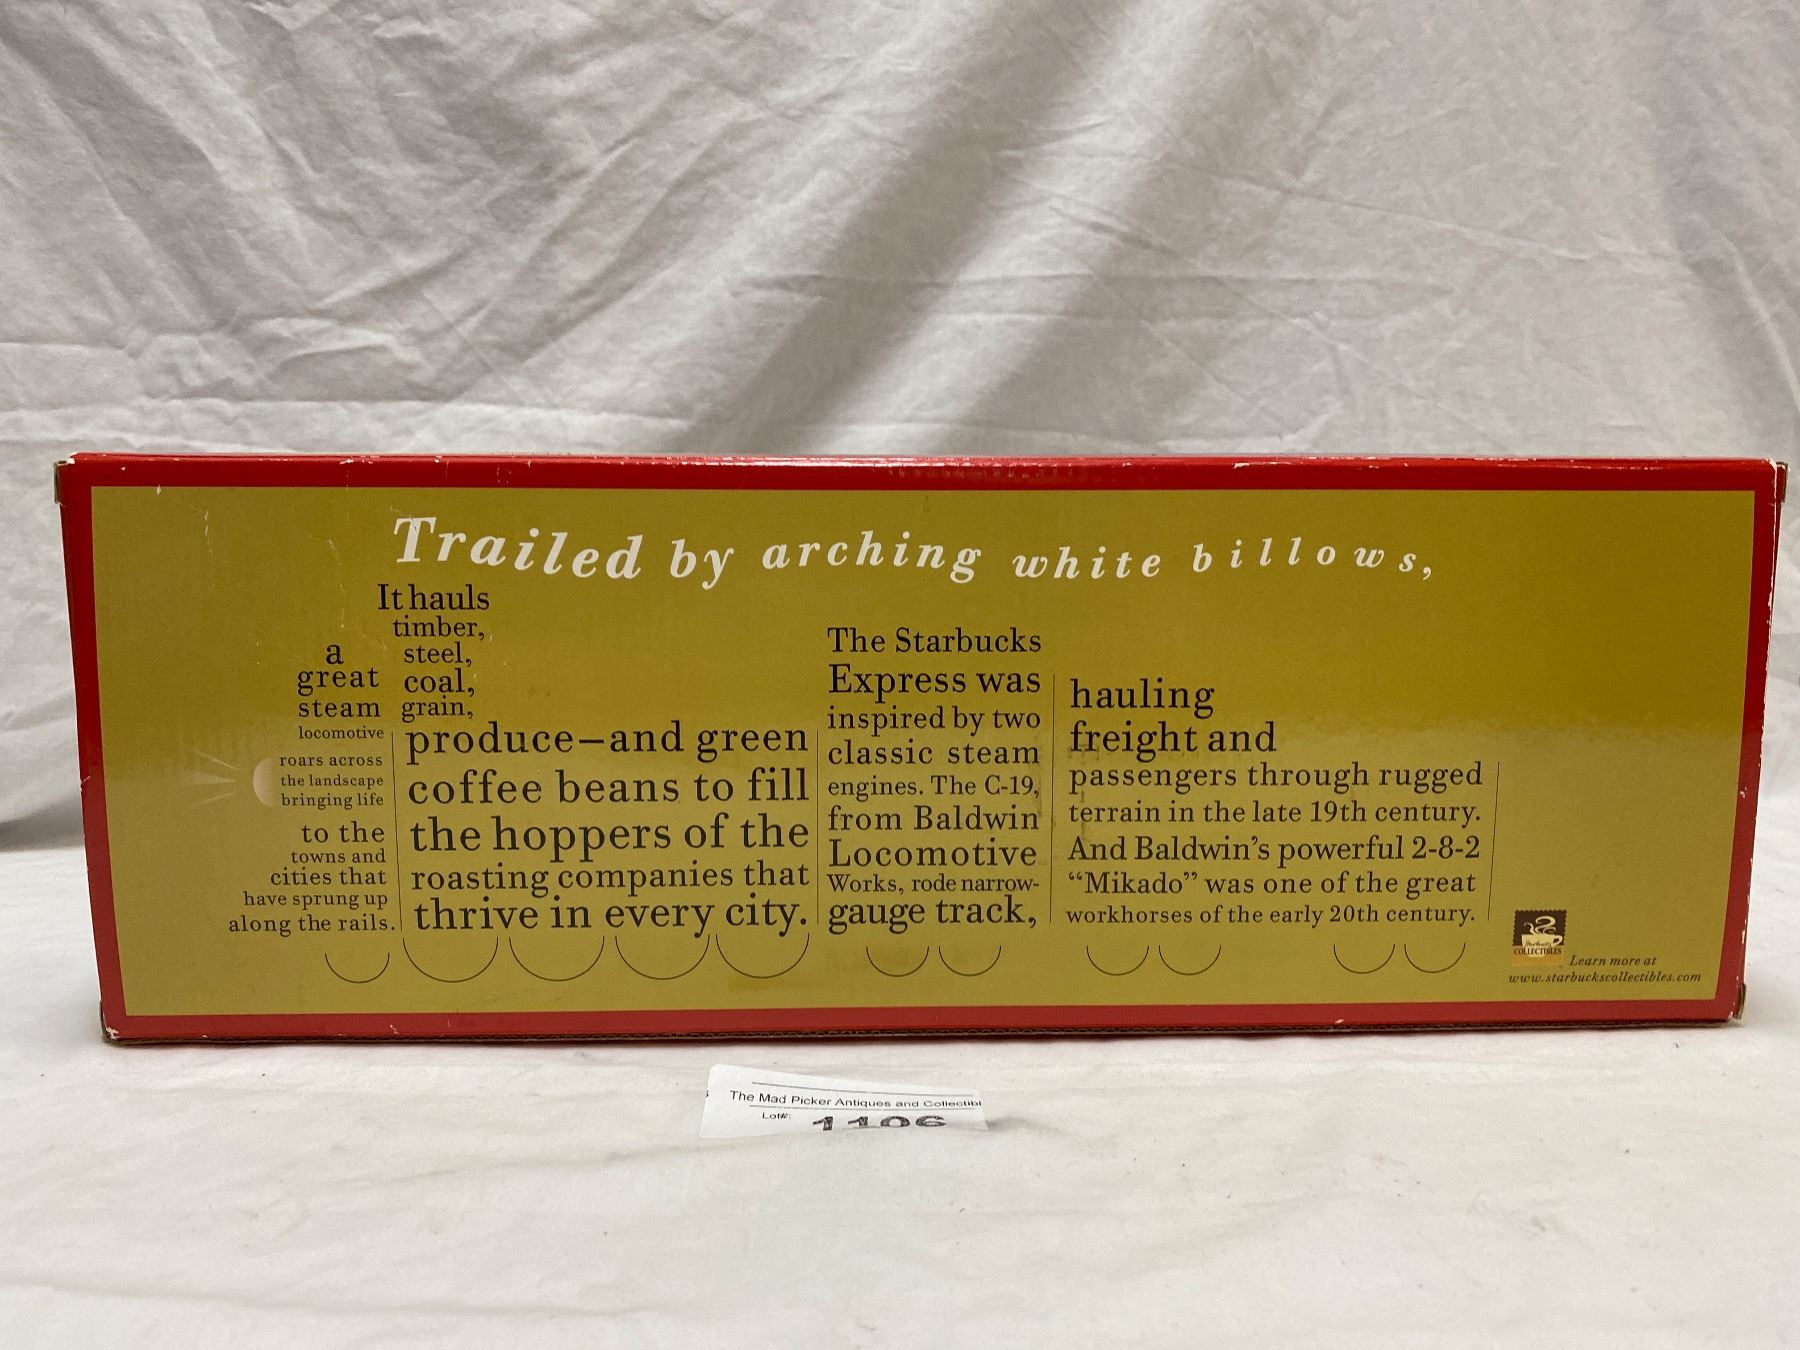 Trailed by arching white billows,
a
great
steam
locomotive
roars across
the landscape
bringing life
to the
towns and
cities that
have sprung up
along the rails.
It hauls
timber,
steel,
coal,
grain,
produce—and green
coffee beans to fill
the hoppers of the
roasting companies that
thrive in every city.
The Starbucks
Express was
inspired by two
classic steam
engines. The C-19,
from Baldwin
Locomotive
Works, rode narrow-
gauge track,
hauling
freight and
passengers through rugged
terrain in the late 19th century.
And Baldwin's powerful 2-8-2
“Mikado” was one of the great
workhorses of the early 20th century.
COLLECTIBLES
Learn more at
www.starbuckscollectibles.com
The Mad Picker Antiques and Collectibl
Lot#:
1106